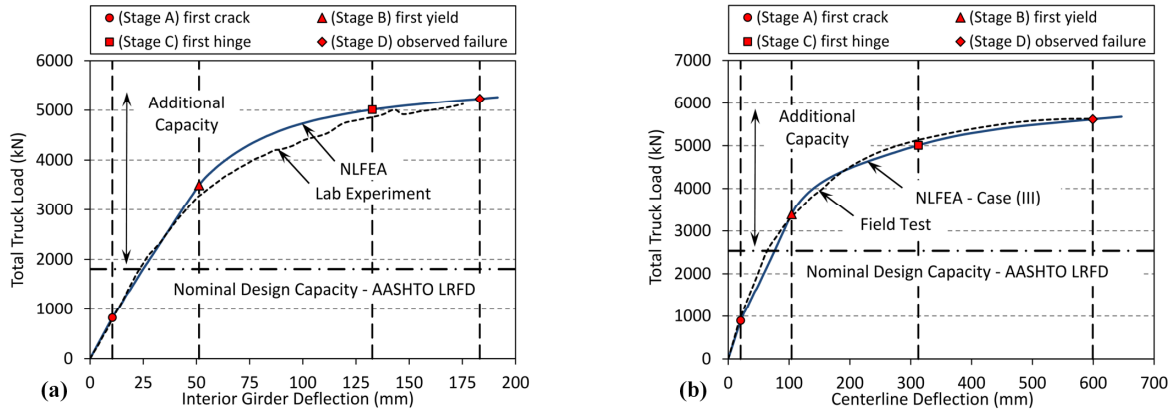 (Stage A) first crack (Stage B) first yield
(Stage C) first hinge (Stage D) observed failure
6000
5000
4000
3000
2000
1000
0
Total Truck Load (kN)
Additional
Capacity
NLFEA
Lab Experiment
Nominal Design Capacity - AASHTO LRFD
0 25 50 75 100 125 150 175 200
Interior Girder Deflection (mm)
(a)
(Stage A) first crack (Stage B) first yield
(Stage C) first hinge (Stage D) observed failure
7000
6000
5000
4000
3000
2000
1000
0
Total Truck Load (kN)
Additional
Capacity
NLFEA - Case (III)
Field Test
Nominal Design Capacity - AASHTO LRFD
0 100 200 300 400 500 600 700
Centerline Deflection (mm)
(b)